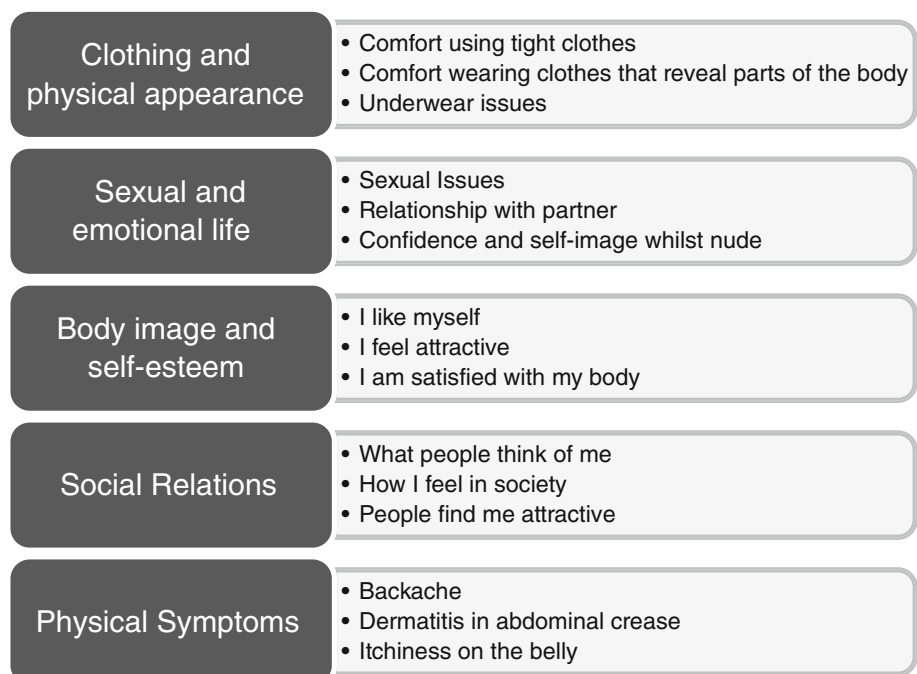 Clothing and
physical appearance
• Comfort using tight clothes
• Comfort wearing clothes that reveal parts of the body
• Underwear issues
Sexual and
emotional life
• Sexual Issues
• Relationship with partner
• Confidence and self-image whilst nude
Body image and
self-esteem
• I like myself
• I feel attractive
• I am satisfied with my body
Social Relations
• What people think of me
• How I feel in society
• People find me attractive
Physical Symptoms
• Backache
• Dermatitis in abdominal crease
• Itchiness on the belly